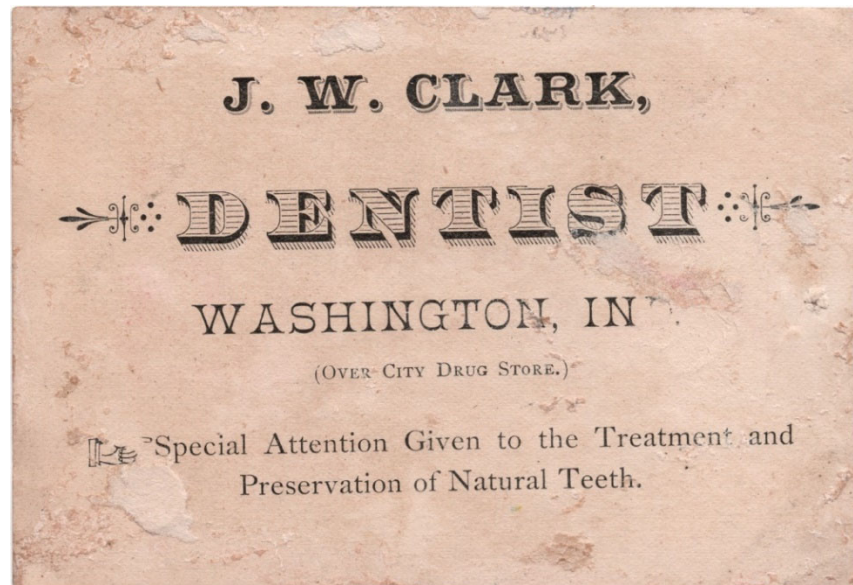 J. W. CLARK,
DENTIST
WASHINGTON, IN
(OVER CITY DRUG STORE.)
Special Attention Given to the Treatment and
Preservation of Natural Teeth.